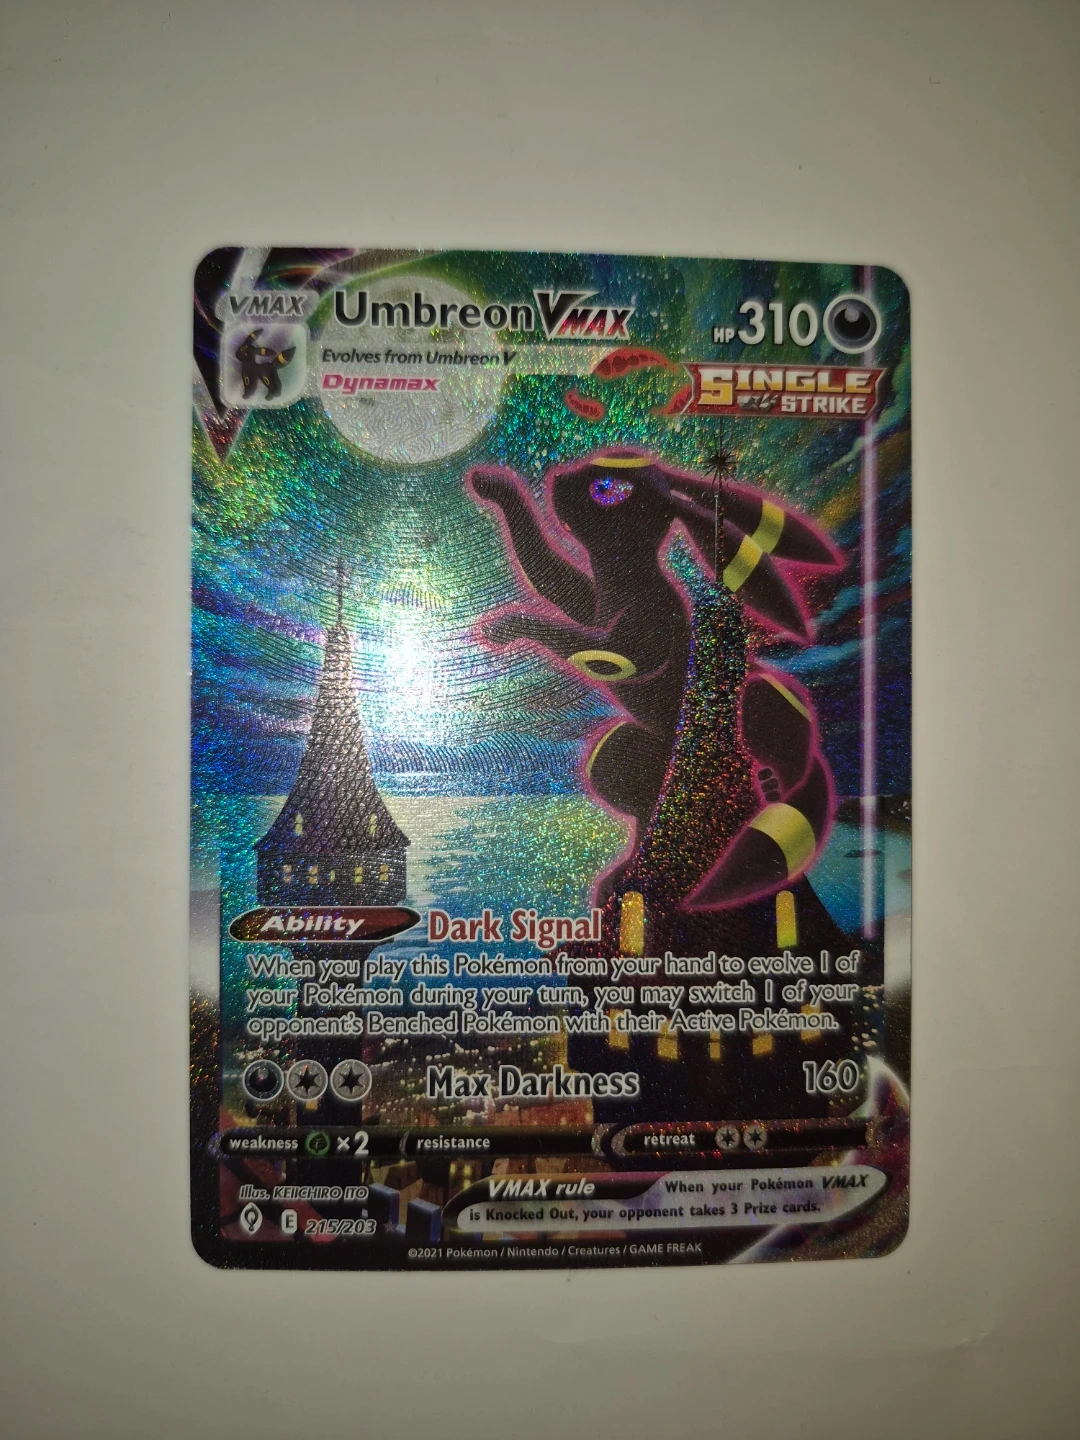 VMAX Umbreon VMAX HP 310
Evolves from Umbreon V
Dynamax
SINGLE
STRIKE
Ability Dark Signal
When you play this Pokémon from your hand to evolve 1 of
your Pokémon during your turn, you may switch 1 of your
opponent's Benched Pokémon with their Active Pokémon.
Max Darkness 160
weakness ×2 resistance retreat
Illus. KEIICHIRO ITO
VMAX rule When your Pokémon VMAX
is Knocked Out, your opponent takes 3 Prize cards.
E 215/203
©2021 Pokémon / Nintendo / Creatures / GAME FREAK